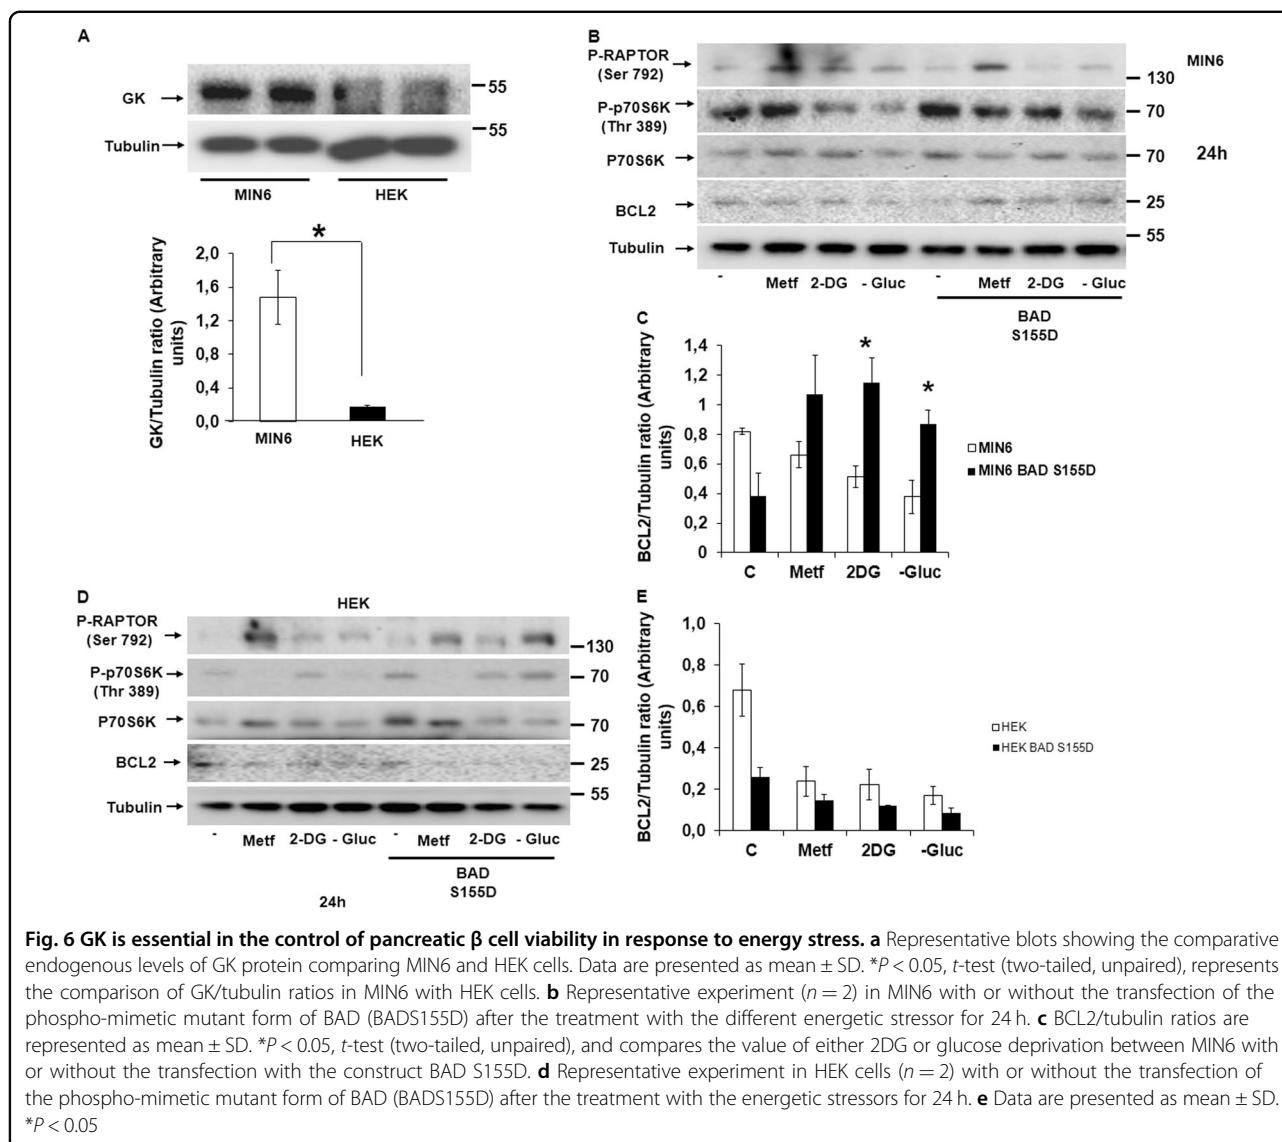 A
GK
55
55
Tubulin
MIN6
HEK
*
GK/Tubulin ratio (Arbitrary
units)
2,0
1,6
1,2
0,8
0,4
0,0
MIN6
HEK
B
P-RAPTOR
(Ser 792)
130
MIN6
P-p70S6K
(Thr 389)
70
P70S6K
70
24h
BCL2
25
55
Tubulin
- Metf 2-DG - Gluc - Metf 2-DG - Gluc
BAD
S155D
C
BCL2/Tubulin ratio (Arbitrary
units)
1,4
1,2
1
0,8
0,6
0,4
0,2
0
*
*
MIN6
MIN6 BAD S155D
C Metf 2DG -Gluc
D
HEK
P-RAPTOR
(Ser 792)
130
P-p70S6K
(Thr 389)
70
P70S6K
70
BCL2
25
55
Tubulin
- Metf 2-DG - Gluc - Metf 2-DG - Gluc
BAD
S155D
24h
E
BCL2/Tubulin ratio (Arbitrary
units)
1,0
0,8
0,6
0,4
0,2
0,0
HEK
HEK BAD S155D
C Metf 2DG -Gluc
Fig. 6 GK is essential in the control of pancreatic β cell viability in response to energy stress. a Representative blots showing the comparative
endogenous levels of GK protein comparing MIN6 and HEK cells. Data are presented as mean ± SD. *P < 0.05, t-test (two-tailed, unpaired), represents
the comparison of GK/tubulin ratios in MIN6 with HEK cells. b Representative experiment (n = 2) in MIN6 with or without the transfection of the
phospho-mimetic mutant form of BAD (BADS155D) after the treatment with the different energetic stressor for 24 h. c BCL2/tubulin ratios are
represented as mean ± SD. *P < 0.05, t-test (two-tailed, unpaired), and compares the value of either 2DG or glucose deprivation between MIN6 with
or without the transfection with the construct BAD S155D. d Representative experiment in HEK cells (n = 2) with or without the transfection of
the phospho-mimetic mutant form of BAD (BADS155D) after the treatment with the energetic stressors for 24 h. e Data are presented as mean ± SD.
*P < 0.05